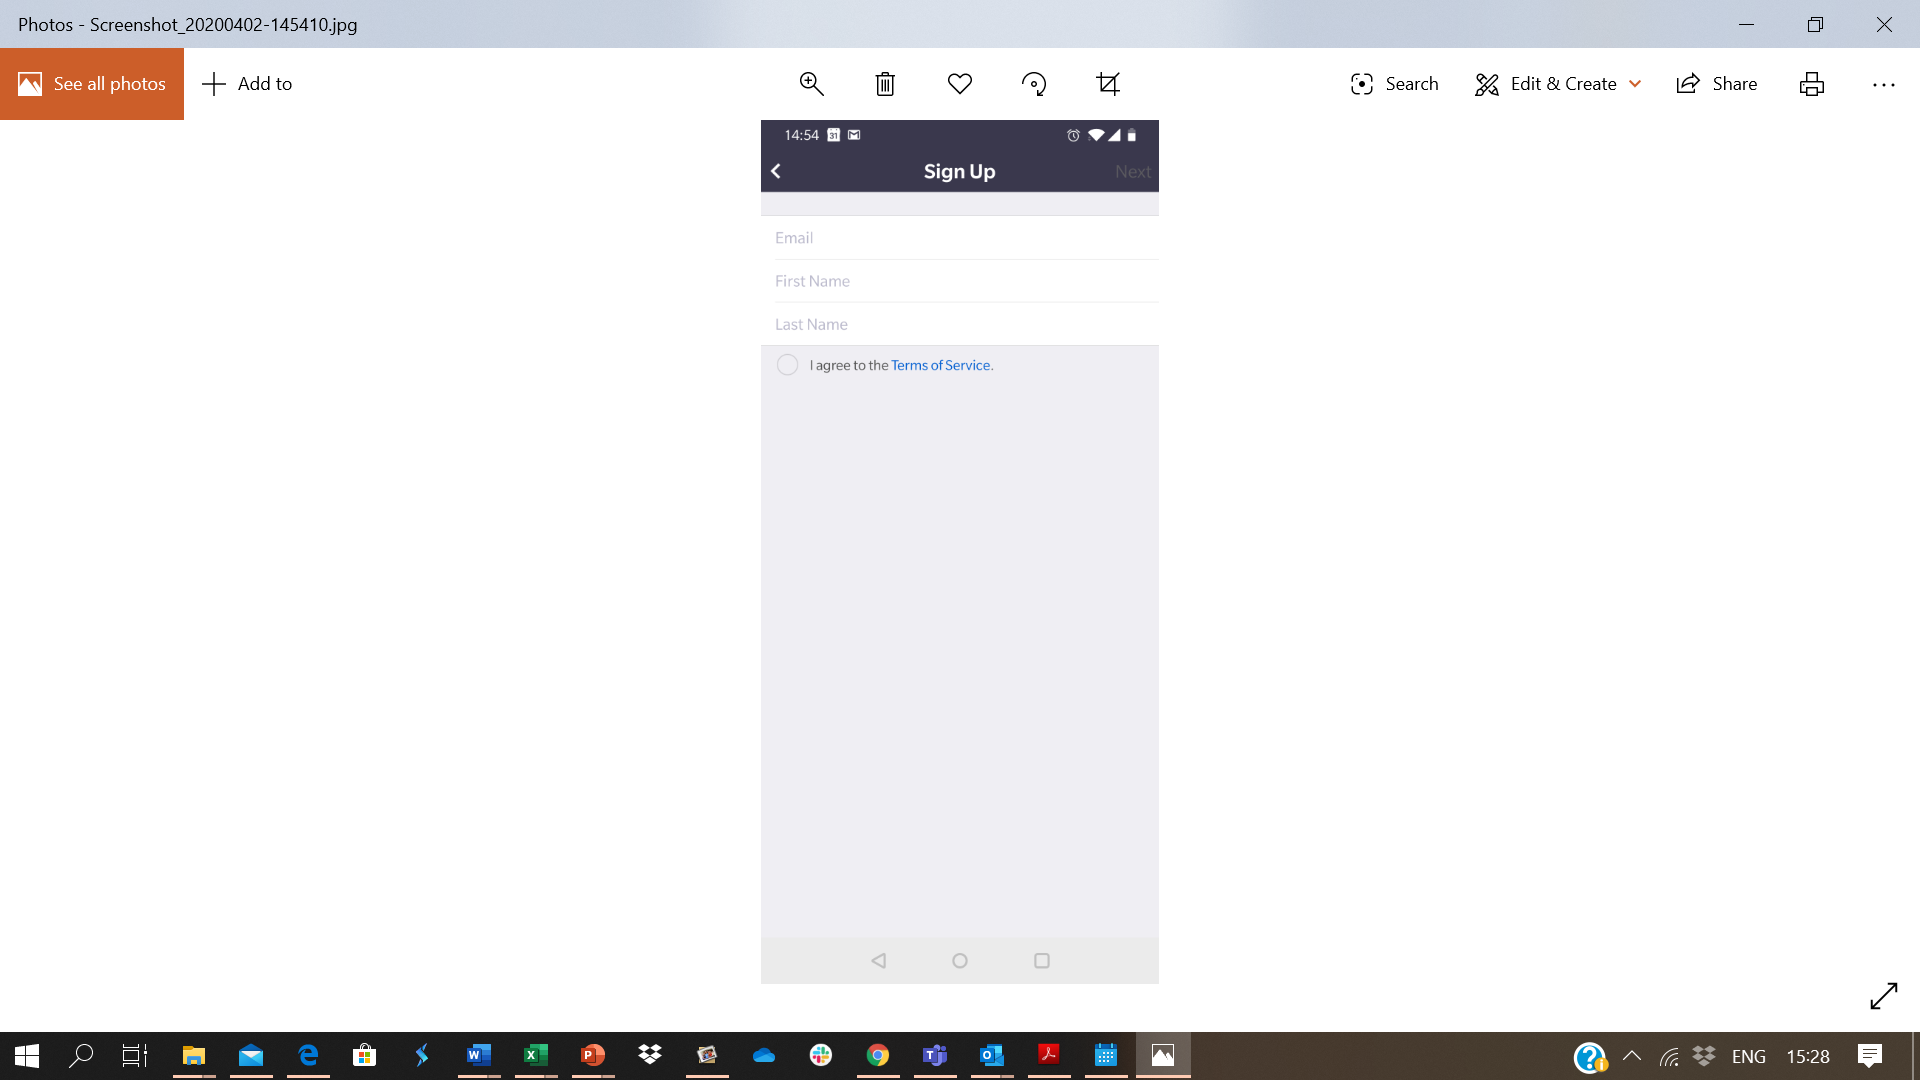 Photos - Screenshot_20200402-145410.jpg
See all photos
Add to
Search
Edit & Create
Share
14:54 31
Sign Up
Next
Email
First Name
Last Name
I agree to the Terms of Service.
ENG
15:28